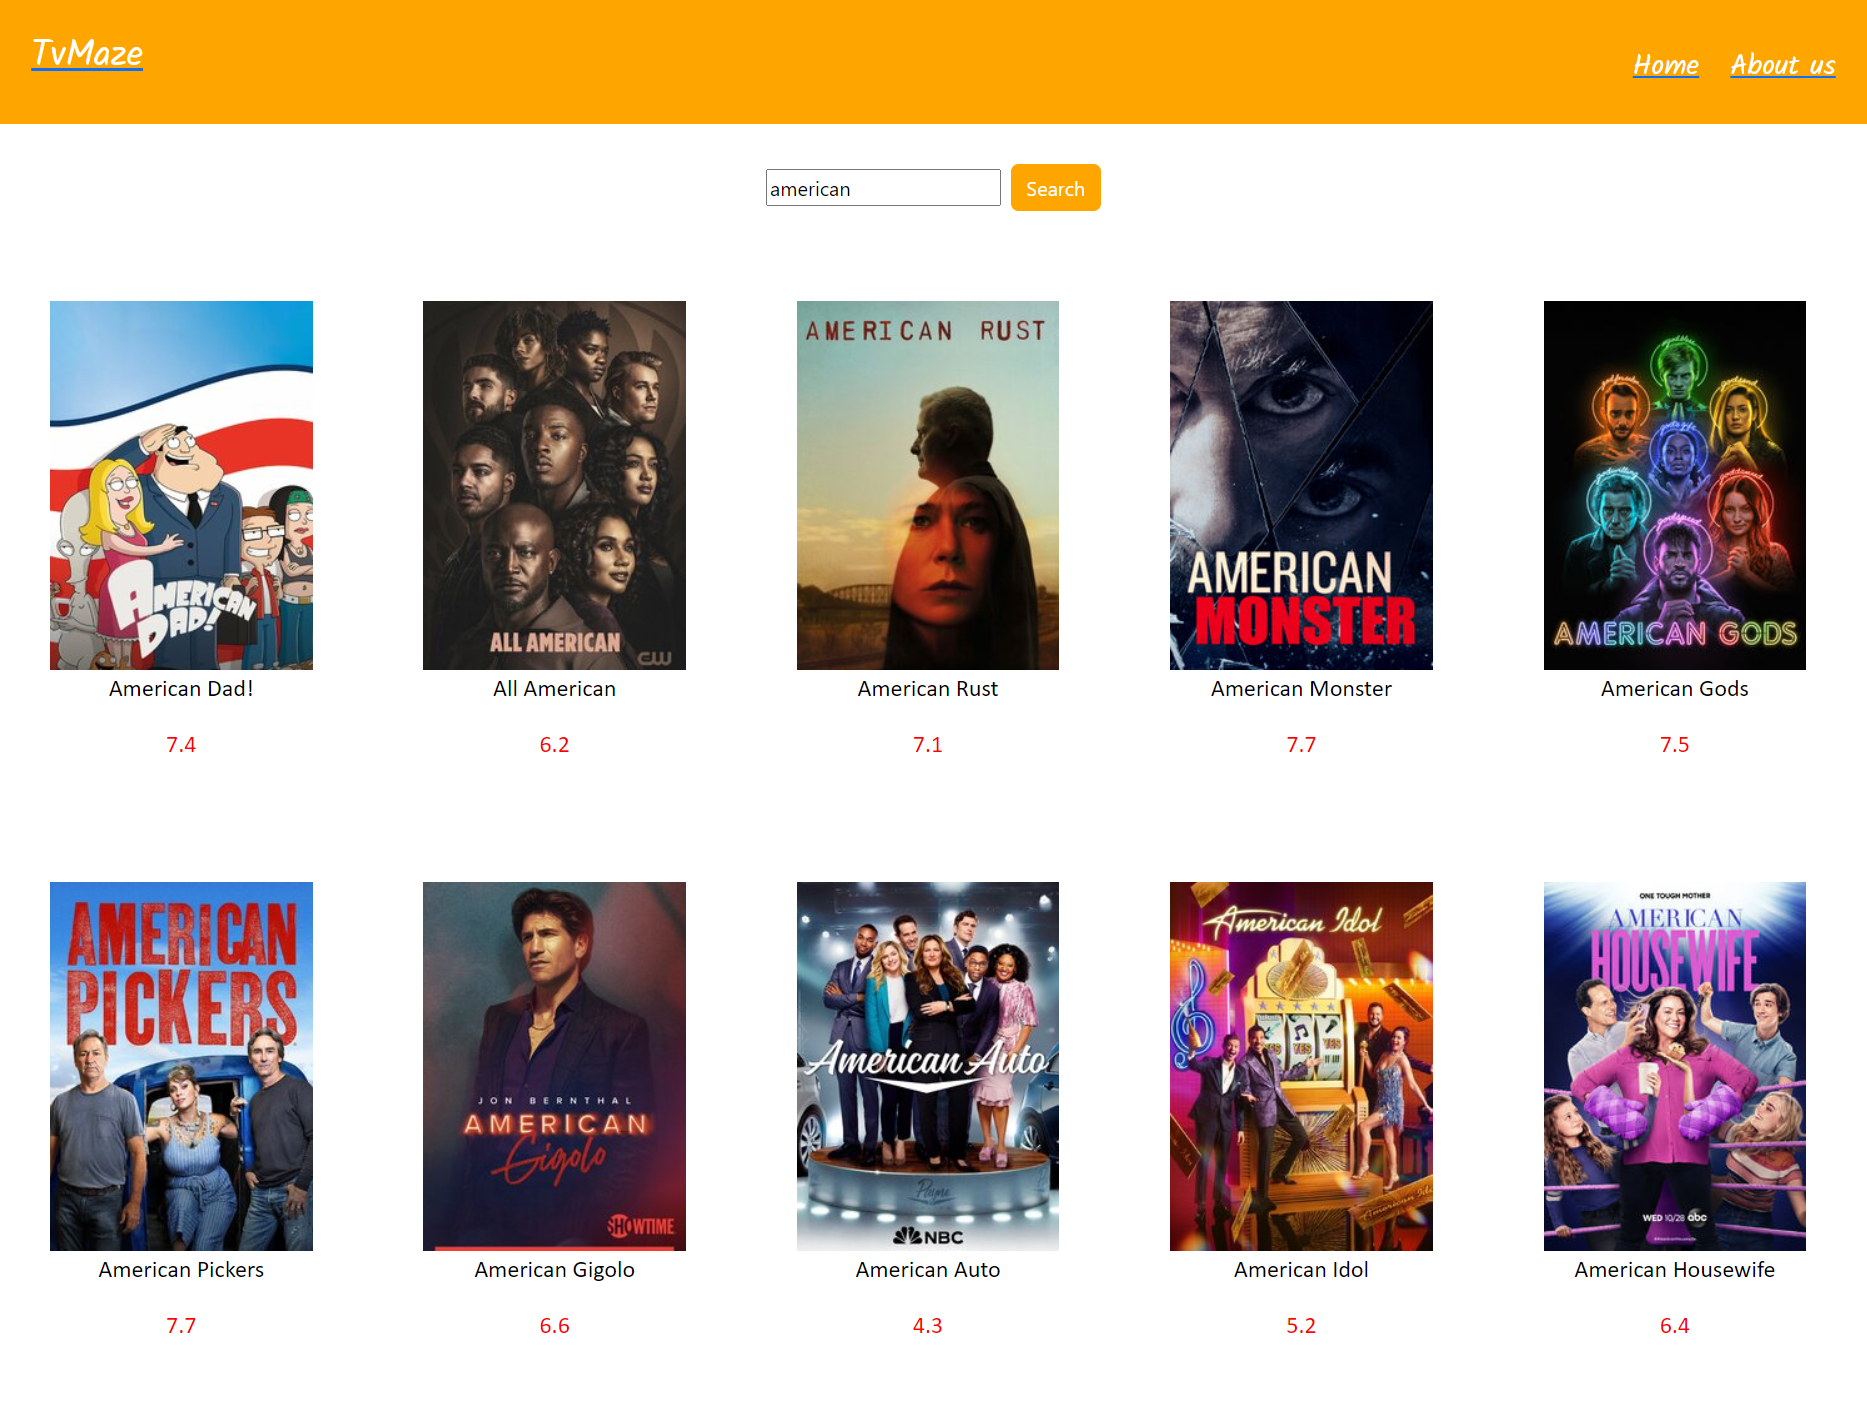 TvMaze
Home About us
american Search
AMERICAN DAD!
ALL AMERICAN
CW
AMERICAN RUST
AMERICAN
MONSTER
AMERICAN GODS
American Dad! All American American Rust American Monster American Gods
7.4 6.2 7.1 7.7 7.5
AMERICAN
PICKERS
JON BERNTHAL
AMERICAN
Gigolo
SHOWTIME
American Auto
Payne
NBC
American Idol
YES YES YES
ONE TOUGH MOTHER
AMERICAN
HOUSEWIFE
WED 10/28 abc
American Pickers American Gigolo American Auto American Idol American Housewife
7.7 6.6 4.3 5.2 6.4